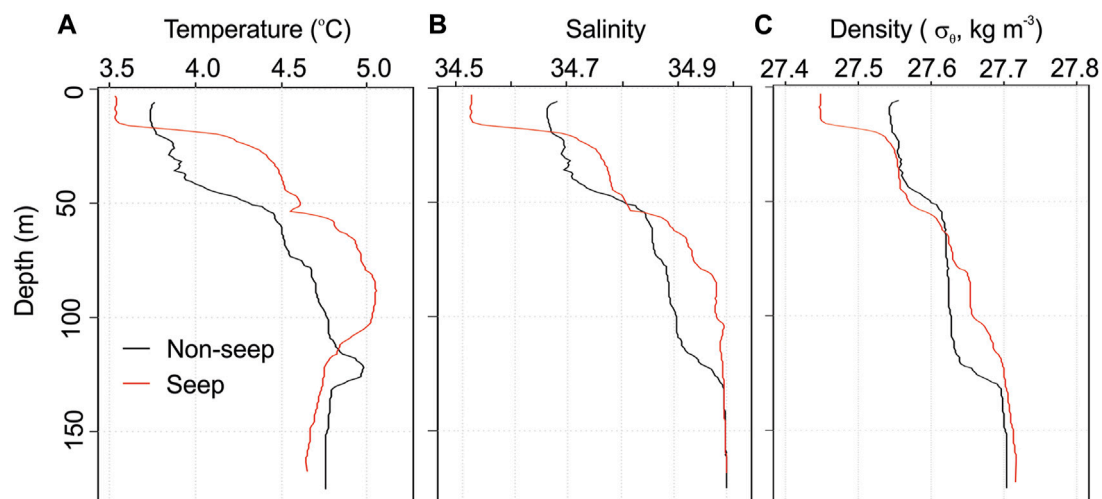 A Temperature (°C) B Salinity C Density ( σθ, kg m-3)
3.5 4.0 4.5 5.0 34.5 34.7 34.9 27.4 27.5 27.6 27.7 27.8
0
50
100
150
Depth (m)
Non-seep
Seep